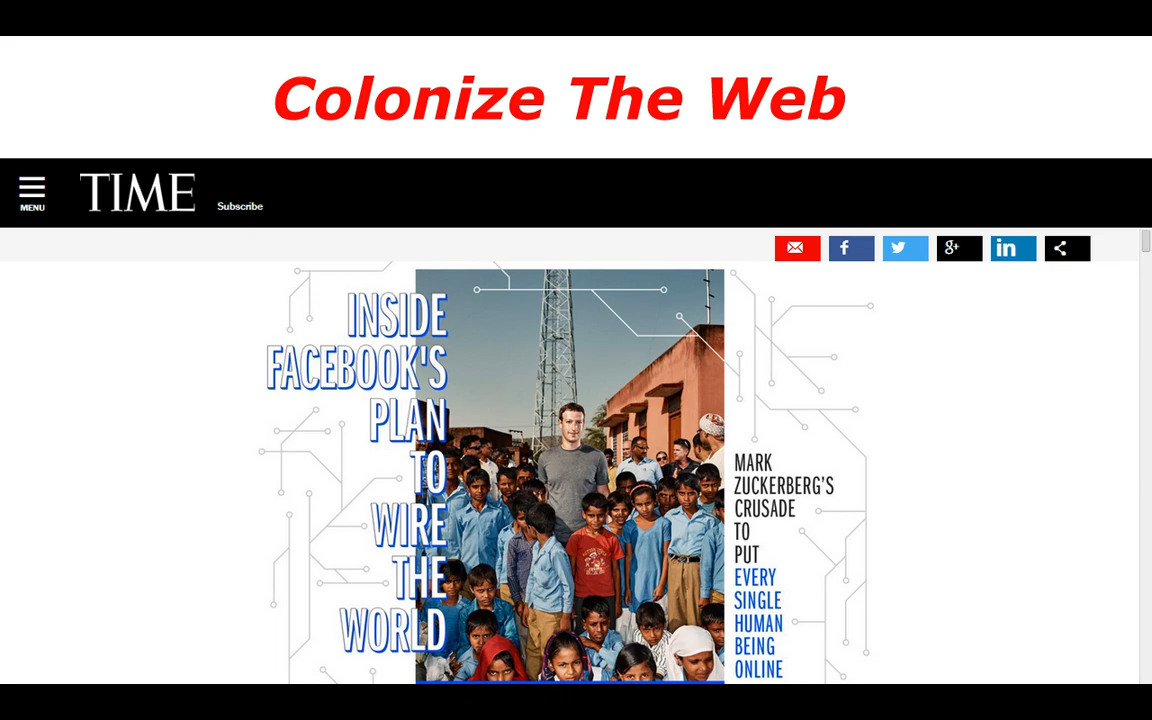 Colonize The Web
MENU
TIME
Subscribe
f
g+
in
INSIDE
FACEBOOK'S
PLAN
TO
WIRE
THE
WORLD
MARK
ZUCKERBERG'S
CRUSADE
TO
PUT
EVERY
SINGLE
HUMAN
BEING
ONLINE